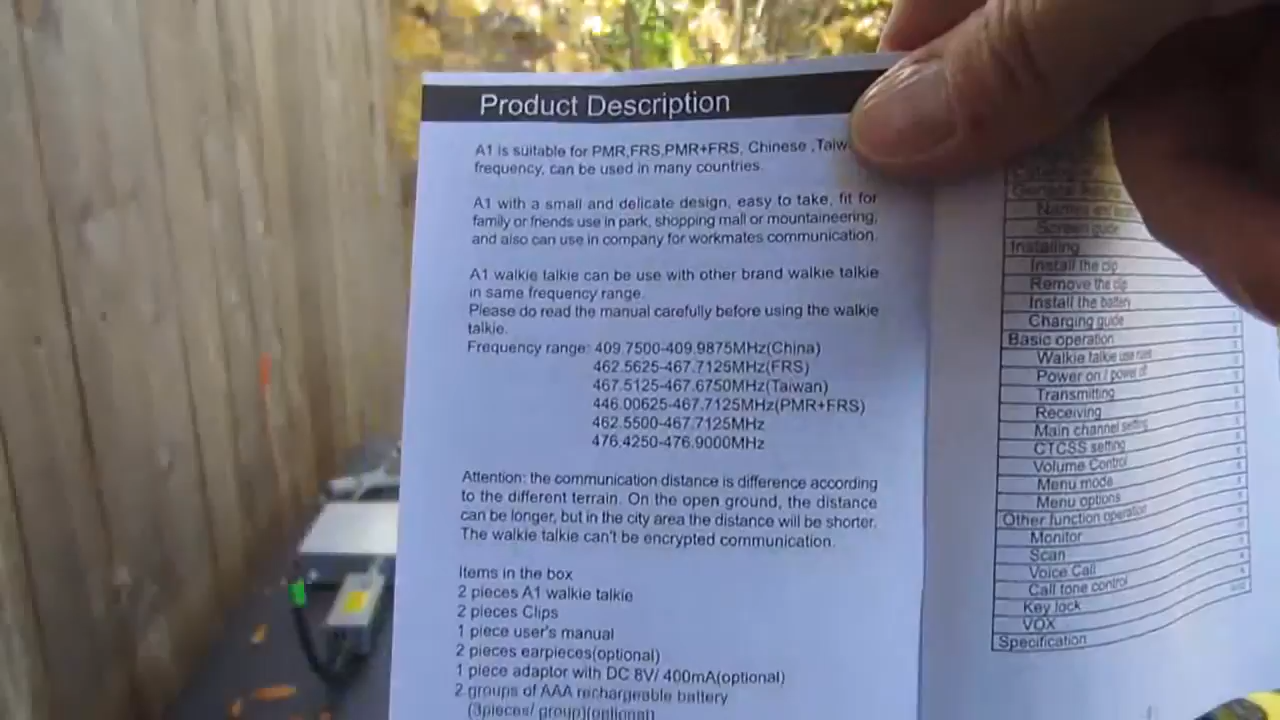 Product Description
A1 is suitable for PMR,FRS,PMR+FRS, Chinese ,Taiw
frequency, can be used in many countries.
A1 with a small and delicate design, easy to take, fit for
family or friends use in park, shopping mall or mountaineering,
and also can use in company for workmates communication.
A1 walkie talkie can be use with other brand walkie talkie
in same frequency range.
Please do read the manual carefully before using the walkie
talkie.
Frequency range: 409.7500-409.9875MHz(China)
462.5625-467.7125MHz(FRS)
467.5125-467.6750MHz(Taiwan)
446.00625-467.7125MHz(PMR+FRS)
462.5500-467.7125MHz
476.4250-476.9000MHz
Attention: the communication distance is difference according
to the different terrain. On the open ground, the distance
can be longer, but in the city area the distance will be shorter.
The walkie talkie can't be encrypted communication.
Items in the box
2 pieces A1 walkie talkie
2 pieces Clips
1 piece user's manual
2 pieces earpieces(optional)
1 piece adaptor with DC 8V/ 400mA(optional)
2 groups of AAA rechargeable battery
(3pieces/ group)(optional)
Screen guide
Installing
Install the clip
Remove the clip
Install the battery
Charging guide
Basic operation
Walkie talkie use
Power on / power
Transmitting
Receiving
Main channel setting
CTCSS setting
Volume Control
Menu mode
Menu options
Other function operation
Monitor
Scan
Voice Call
Call tone control
Key lock
VOX
Specification